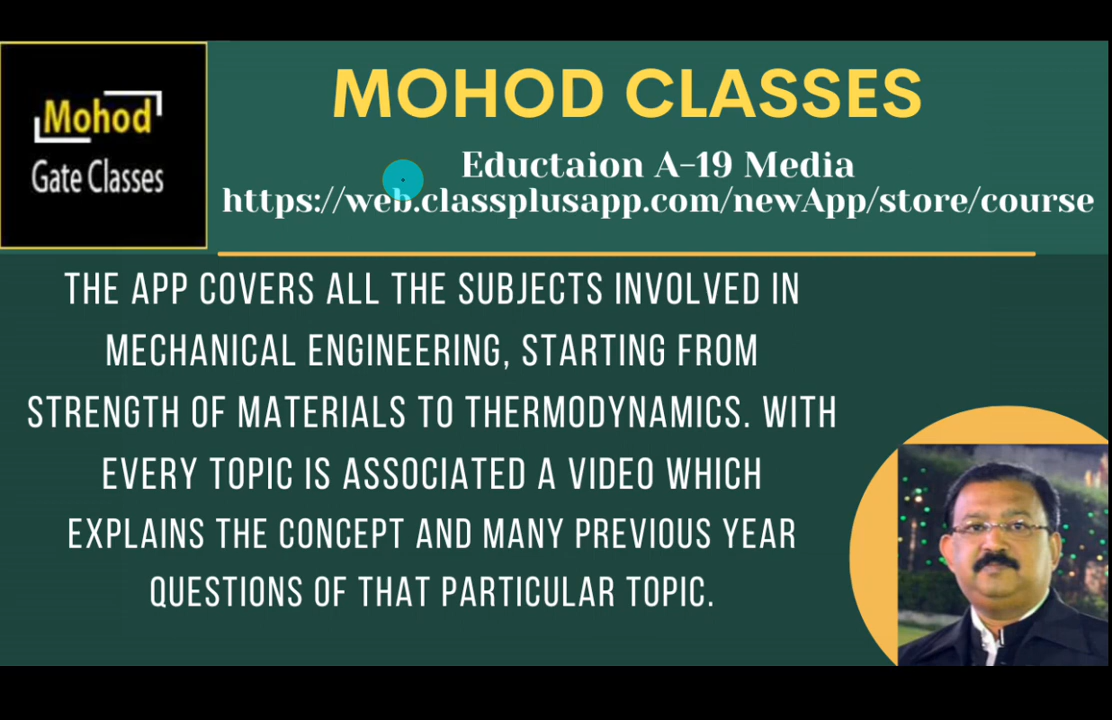 Mohod
Gate Classes
MOHOD CLASSES
Eductaion A-19 Media
https://web.classplusapp.com/newApp/store/course
THE APP COVERS ALL THE SUBJECTS INVOLVED IN
MECHANICAL ENGINEERING, STARTING FROM
STRENGTH OF MATERIALS TO THERMODYNAMICS. WITH
EVERY TOPIC IS ASSOCIATED A VIDEO WHICH
EXPLAINS THE CONCEPT AND MANY PREVIOUS YEAR
QUESTIONS OF THAT PARTICULAR TOPIC.